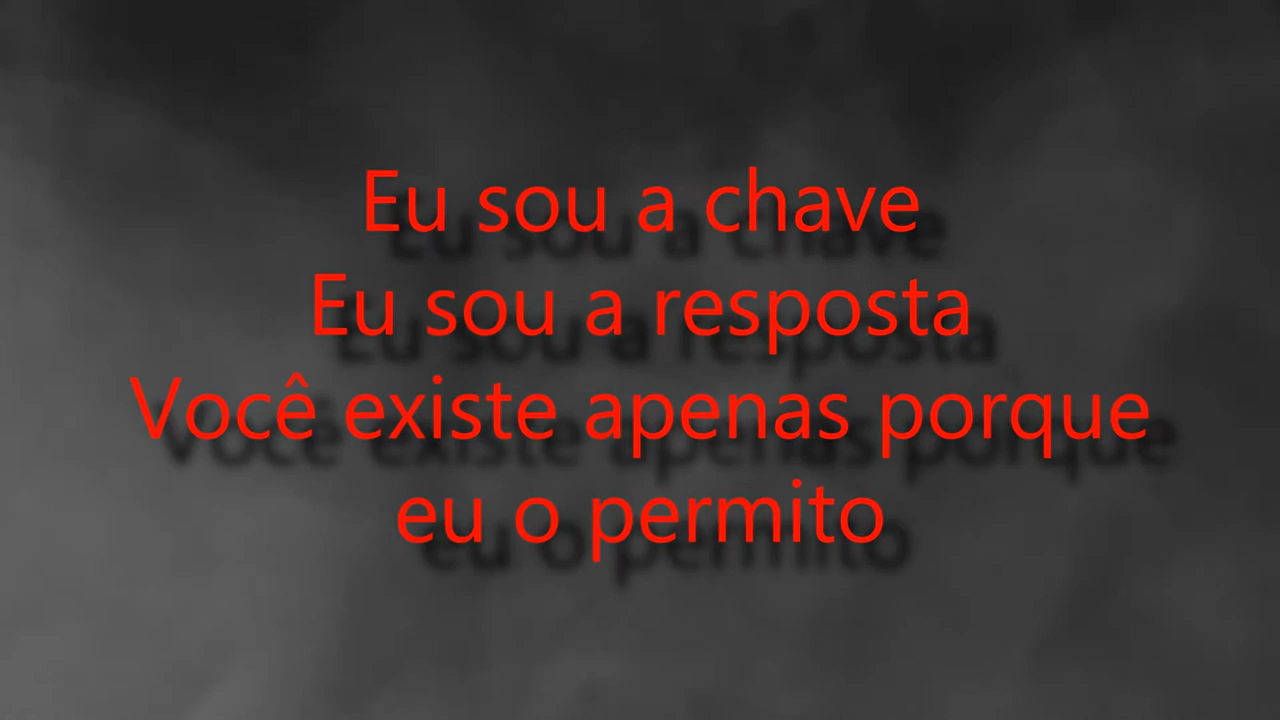 Eu sou a chave
Eu sou a resposta
Você existe apenas porque
eu o permito